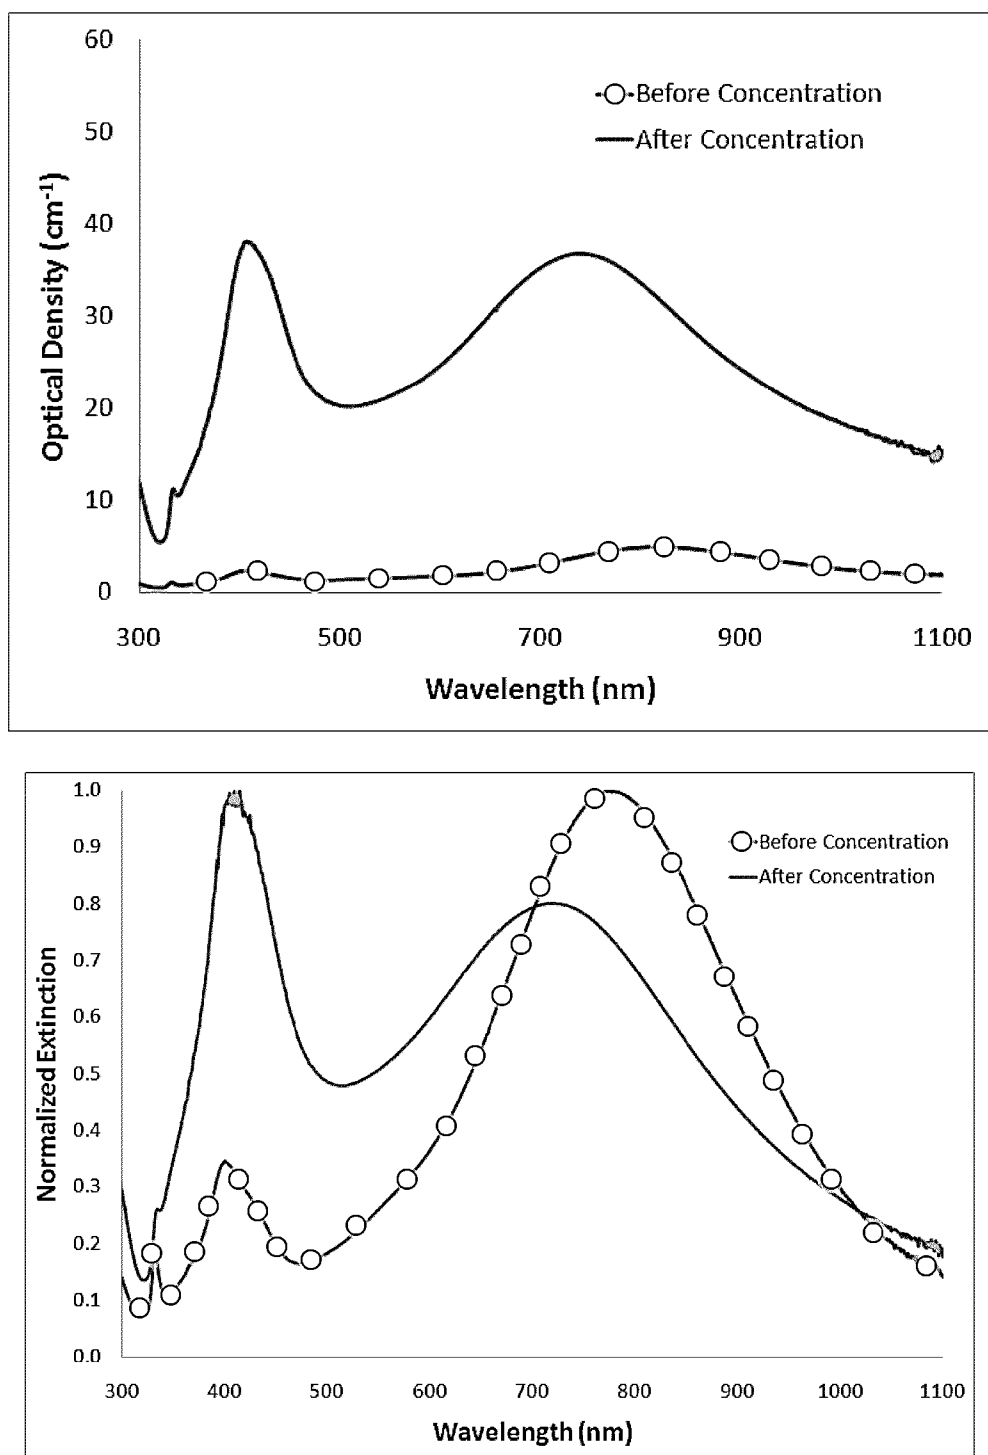 60
50
40
30
20
10
0
Optical Density (cm⁻¹)
Before Concentration
After Concentration
300 500 700 900 1100
Wavelength (nm)
1.0
0.9
0.8
0.7
0.6
0.5
0.4
0.3
0.2
0.1
0.0
Normalized Extinction
Before Concentration
After Concentration
300 400 500 600 700 800 900 1000 1100
Wavelength (nm)